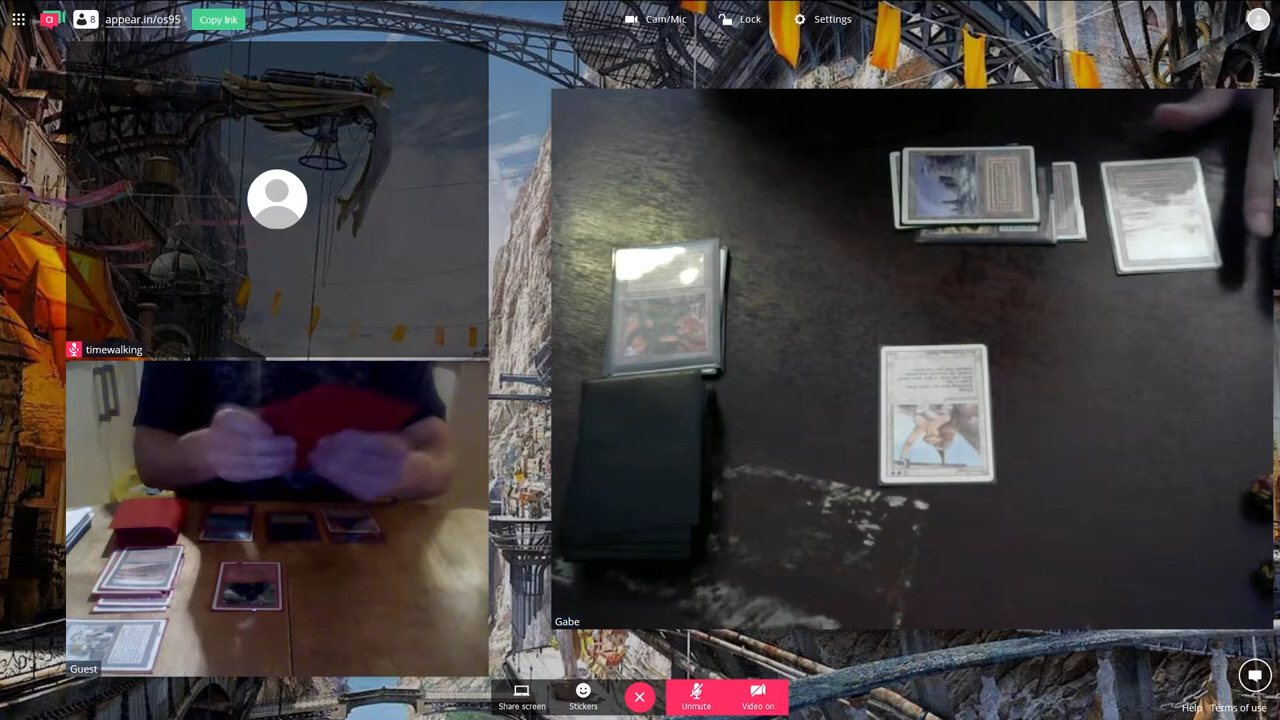 8
appear.in/os95
Copy link
Cam/Mic
Lock
Settings
timewalking
Guest
Gabe
Share screen
Stickers
Unmute
Video on
Help
Terms of use